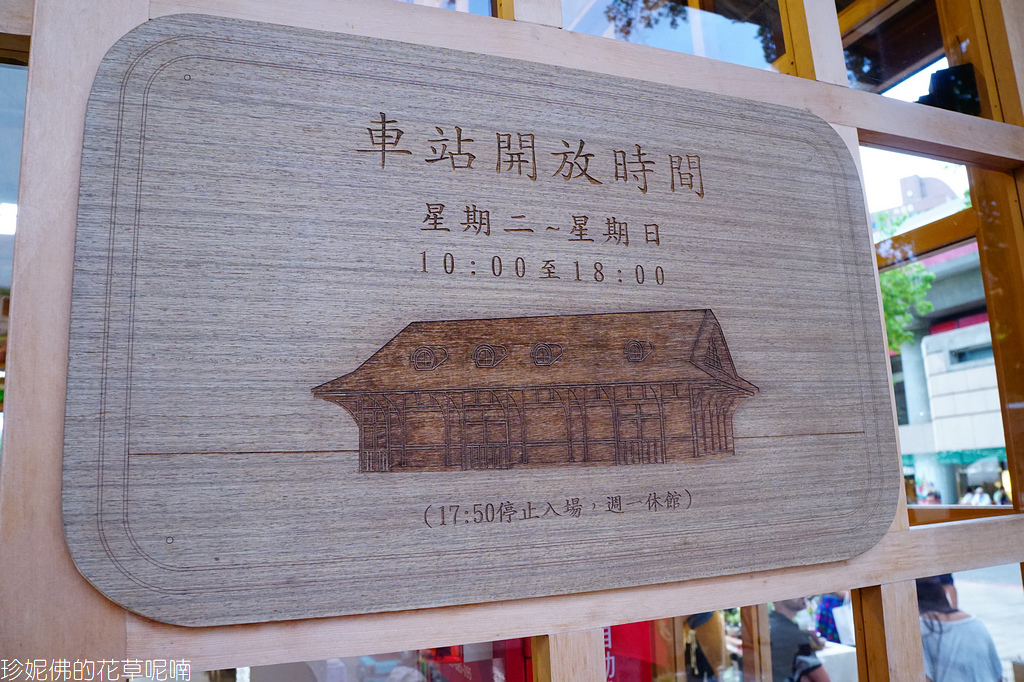 車站開放時間
星期二~星期日
10:00至18:00
(17:50停止入場，週一休館)
自助
珍妮佛的花草呢喃